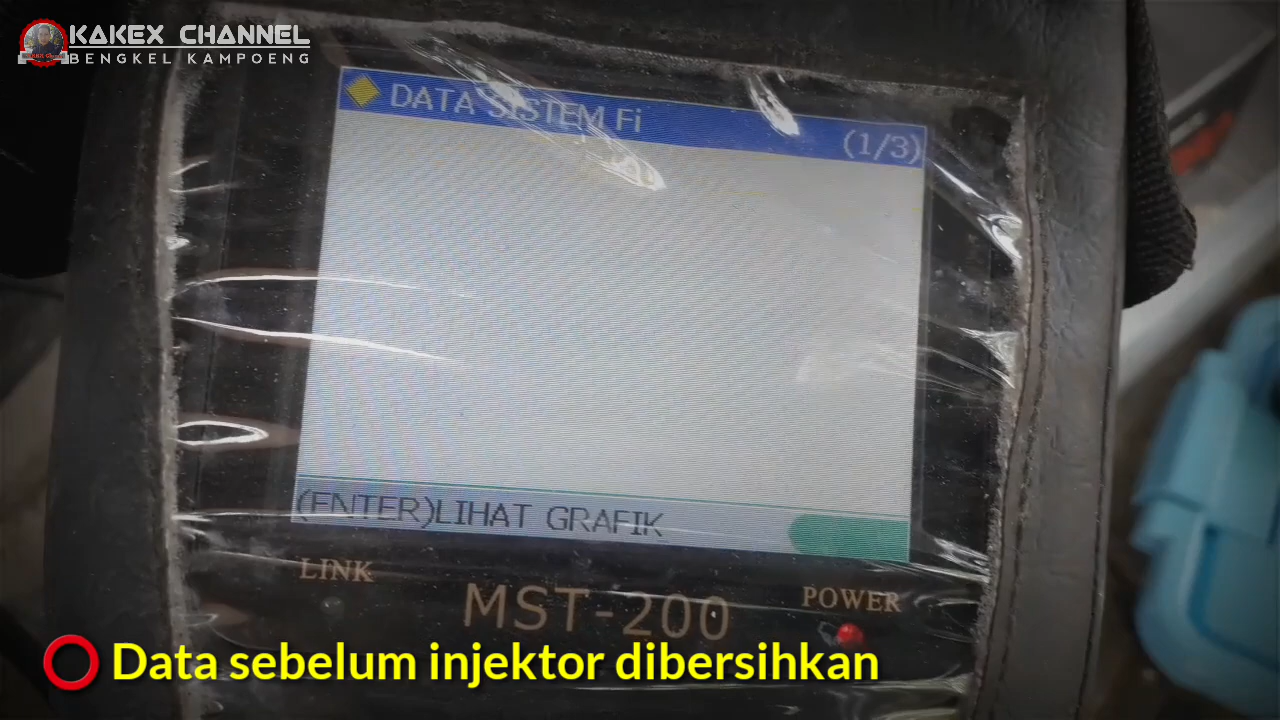 KAKEX CHANNEL
BENGKEL KAMPOENG
DATA SISTEM Fi
(1/3)
(ENTER)LIHAT GRAFIK
LINK
MST-200
POWER
Data sebelum injektor dibersihkan